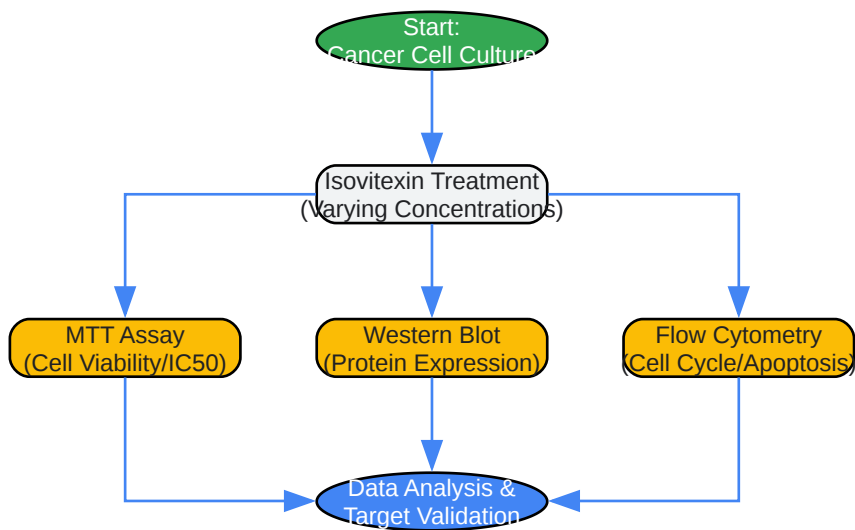 Start:
Cancer Cell Culture
Isovitexin Treatment
(Varying Concentrations)
MTT Assay
(Cell Viability/IC50)
Western Blot
(Protein Expression)
Flow Cytometry
(Cell Cycle/Apoptosis)
Data Analysis &
Target Validation